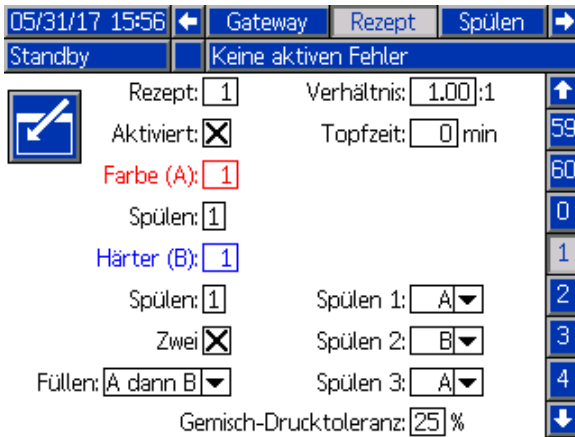 05/31/17 15:56 Gateway Rezept Spülen
Standby Keine aktiven Fehler
Rezept: 1 Verhältnis: 1.00:1
Aktiviert: X Topfzeit: 0 min
Farbe (A): 1
Spülen: 1
Härter (B): 1
Spülen: 1 Spülen 1: A
Zwei X Spülen 2: B
Füllen: A dann B Spülen 3: A
Gemisch-Drucktoleranz: 25 %
59
60
0
1
2
3
4